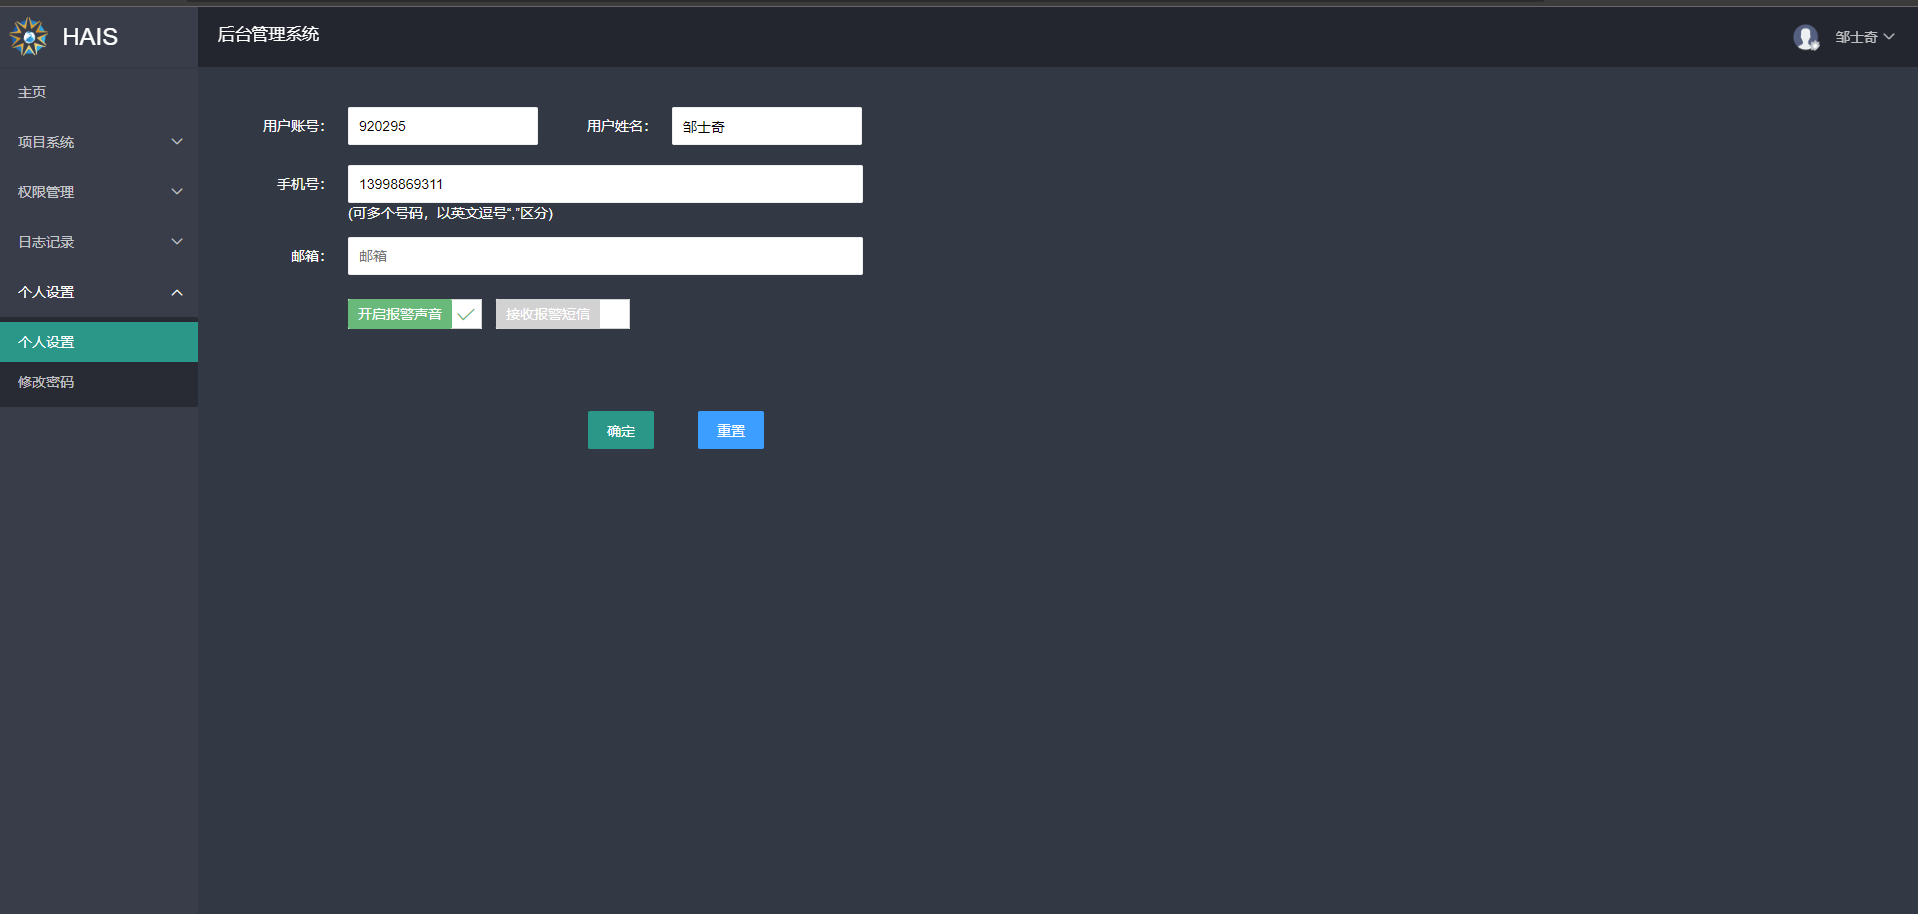 HAIS
后台管理系统
邹士奇
主页
项目系统
权限管理
日志记录
个人设置
个人设置
修改密码
用户账号： 920295 用户姓名： 邹士奇
手机号： 13998869311
(可多个号码，以英文逗号“,”区分)
邮箱： 邮箱
开启报警声音 接收报警短信
确定 重置